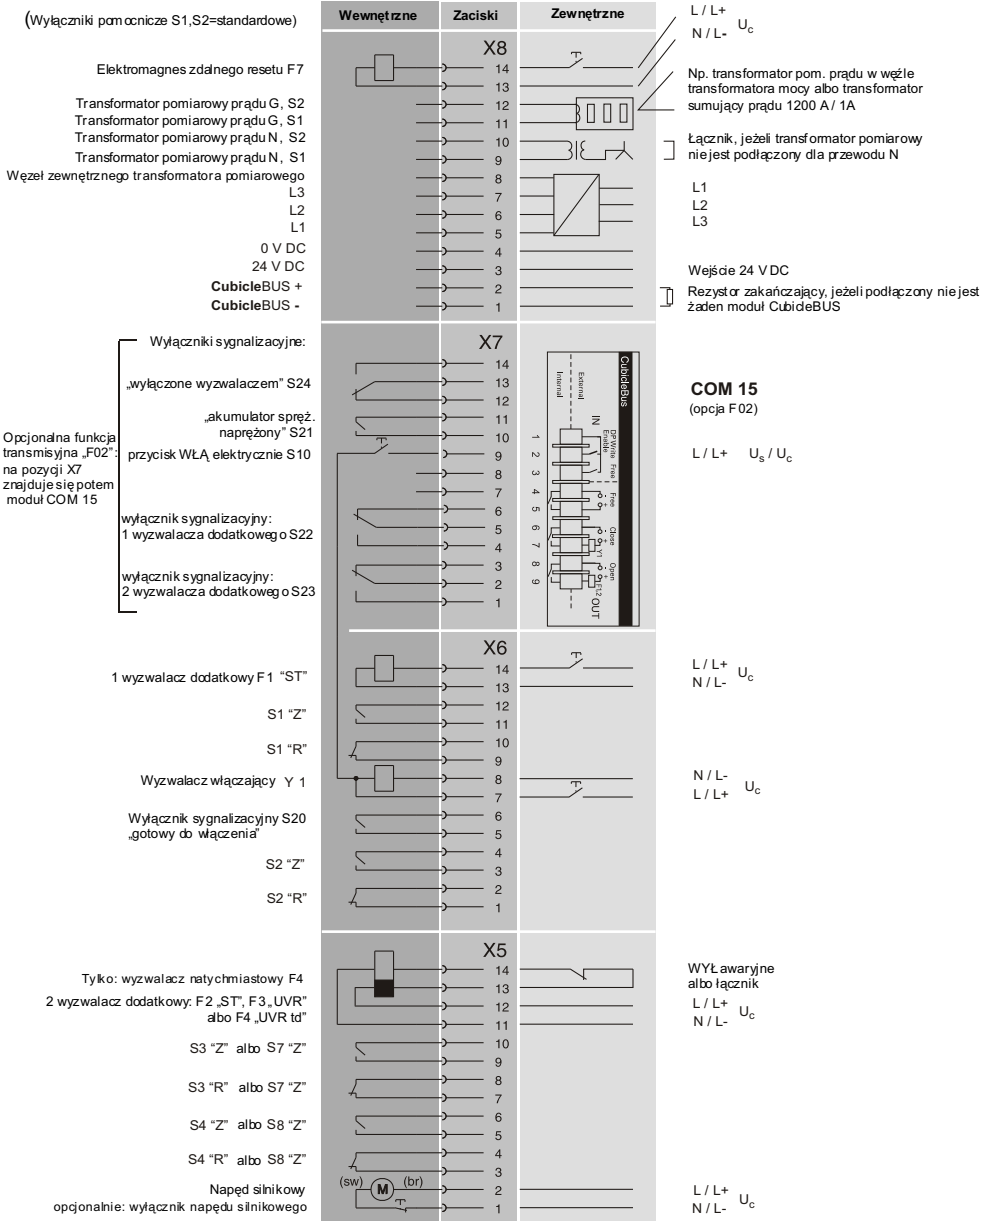 (Wyłączniki pomocnicze S1,S2=standardowe)
Wewnętrzne Zaciski Zewnętrzne
L / L+
N / L-
Uc
X8
Elektromagnes zdalnego resetu F7
14
13
Np. transformator pom. prądu w węźle
transformatora mocy albo transformator
sumujący prądu 1200 A / 1A
Transformator pomiarowy prądu G, S2
12
Transformator pomiarowy prądu G, S1
11
Transformator pomiarowy prądu N, S2
10
Transformator pomiarowy prądu N, S1
9
Łącznik, jeżeli transformator pomiarowy
nie jest podłączony dla przewodu N
Węzeł zewnętrznego transformatora pomiarowego
8
L3
7
L1
L2
6
L2
L1
5
L3
0 V DC
4
24 V DC
3
Wejście 24 V DC
CubicleBUS +
2
CubicleBUS -
1
Rezystor zakańczający, jeżeli podłączony nie jest
żaden moduł CubicleBUS
X7
Wyłączniki sygnalizacyjne:
14
„wyłączone wyzwalaczem” S24
13
12
„akumulator spręż.
naprężony” S21
11
10
przycisk WŁĄ elektrycznie S10
9
8
7
Opcjonalna funkcja
transmisyjna „F02”:
na pozycji X7
znajduje się potem
moduł COM 15
wyłącznik sygnalizacyjny:
1 wyzwalacza dodatkowego S22
6
5
4
wyłącznik sygnalizacyjny:
2 wyzwalacza dodatkowego S23
3
2
1
CubicleBus
External
Internal
IN
DP Write
Enable
Free
Free
Close
Y1
Open
F1,2
OUT
1
2
3
4
5
6
7
8
9
- +
- +
- +
COM 15
(opcja F02)
L / L+ Us / Uc
X6
1 wyzwalacz dodatkowy F1 “ST”
14
13
L / L+
N / L-
Uc
S1 “Z”
12
11
S1 “R”
10
9
Wyzwalacz włączający Y 1
8
7
N / L-
L / L+
Uc
Wyłącznik sygnalizacyjny S20
„gotowy do włączenia”
6
5
S2 “Z”
4
3
S2 “R”
2
1
X5
Tylko: wyzwalacz natychmiastowy F4
14
13
WYŁ awaryjne
albo łącznik
2 wyzwalacz dodatkowy: F2 „ST”, F3 „UVR”
albo F4 „UVR td”
12
11
L / L+
N / L-
Uc
S3 “Z” albo S7 “Z”
10
9
S3 “R” albo S7 “Z”
8
7
S4 “Z” albo S8 “Z”
6
5
S4 “R” albo S8 “Z”
4
3
(sw) M (br)
Napęd silnikowy
opcjonalnie: wyłącznik napędu silnikowego
2
1
L / L+
N / L-
Uc